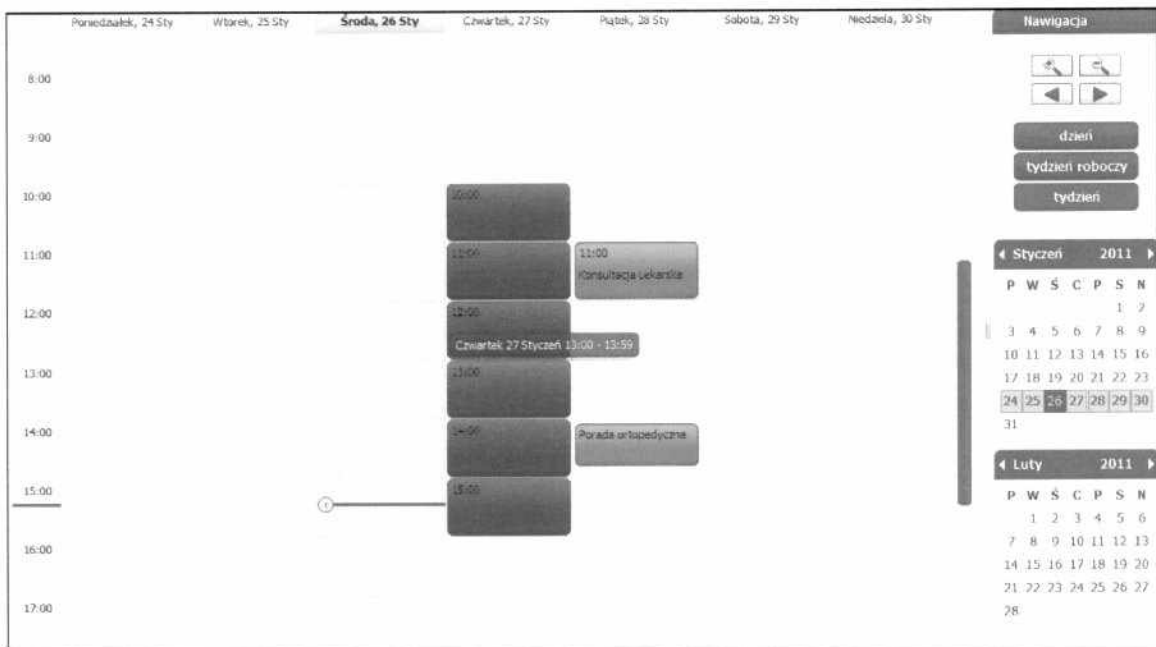 Poniedziałek, 24 Sty
Wtorek, 25 Sty
Środa, 26 Sty
Czwartek, 27 Sty
Piątek, 28 Sty
Sobota, 29 Sty
Niedziela, 30 Sty
8:00
9:00
10:00
11:00
12:00
13:00
14:00
15:00
16:00
17:00
10:00
11:00
12:00
Czwartek 27 Styczeń 13:00 - 13:59
13:00
14:00
15:00
11:00
Konsultacja Lekarska
Porada ortopedyczna
Nawigacja
dzień
tydzień roboczy
tydzień
Styczeń 2011
P W Ś C P S N
1 2
3 4 5 6 7 8 9
10 11 12 13 14 15 16
17 18 19 20 21 22 23
24 25 26 27 28 29 30
31
Luty 2011
P W Ś C P S N
1 2 3 4 5 6
7 8 9 10 11 12 13
14 15 16 17 18 19 20
21 22 23 24 25 26 27
28